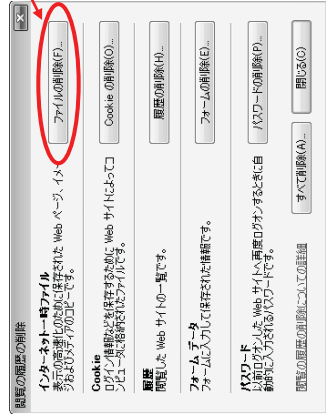 閲覧の履歴の削除
インターネット一時ファイル
表示の高速化のために保存された Web ページ、イメー
およびメディアのコピーです。
ファイルの削除(F)...
Cookie
ログイン情報などを保存するために Web サイトによってコ
ンピュータに格納されたファイルです。
Cookie の削除(O)...
履歴
閲覧した Web サイトの一覧です。
履歴の削除(H)...
フォーム データ
フォームに入力して保存された情報です。
フォームの削除(E)...
パスワード
以前ログオンした Web サイトへ再度ログオンするときに自
動的に入力されるパスワードです。
パスワードの削除(P)...
閲覧の履歴の削除についての詳細
すべて削除(A)...
閉じる(C)